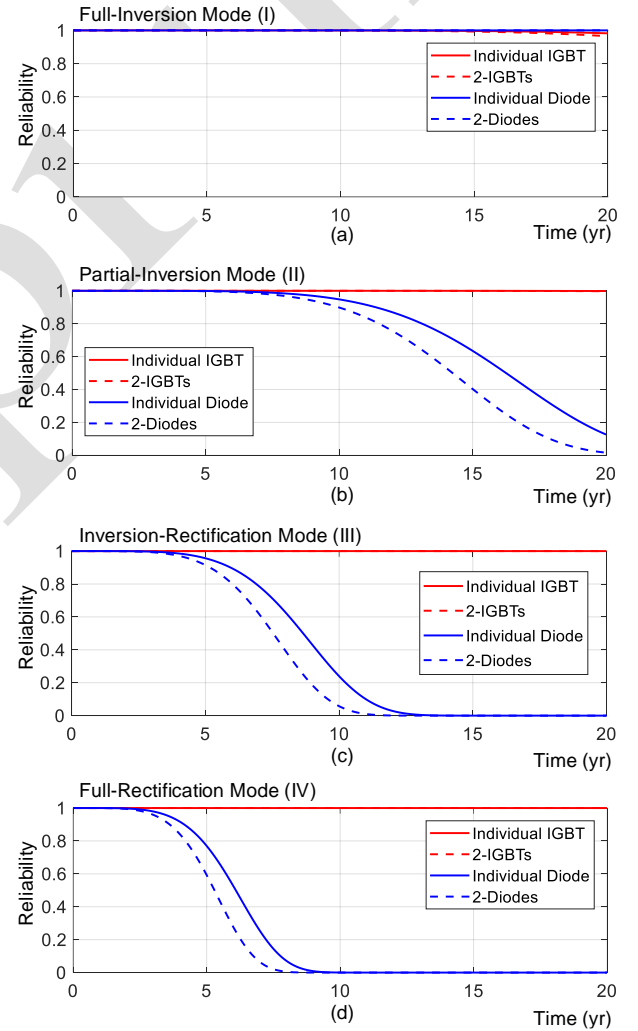 Full-Inversion Mode (I)
Reliability
1
0.8
0.6
0.4
0.2
0
Individual IGBT
2-IGBTs
Individual Diode
2-Diodes
0 5 10 15 20
(a)
Time (yr)
Partial-Inversion Mode (II)
Reliability
1
0.8
0.6
0.4
0.2
0
Individual IGBT
2-IGBTs
Individual Diode
2-Diodes
0 5 10 15 20
(b)
Time (yr)
Inversion-Rectification Mode (III)
Reliability
1
0.8
0.6
0.4
0.2
0
Individual IGBT
2-IGBTs
Individual Diode
2-Diodes
0 5 10 15 20
(c)
Time (yr)
Full-Rectification Mode (IV)
Reliability
1
0.8
0.6
0.4
0.2
0
Individual IGBT
2-IGBTs
Individual Diode
2-Diodes
0 5 10 15 20
(d)
Time (yr)